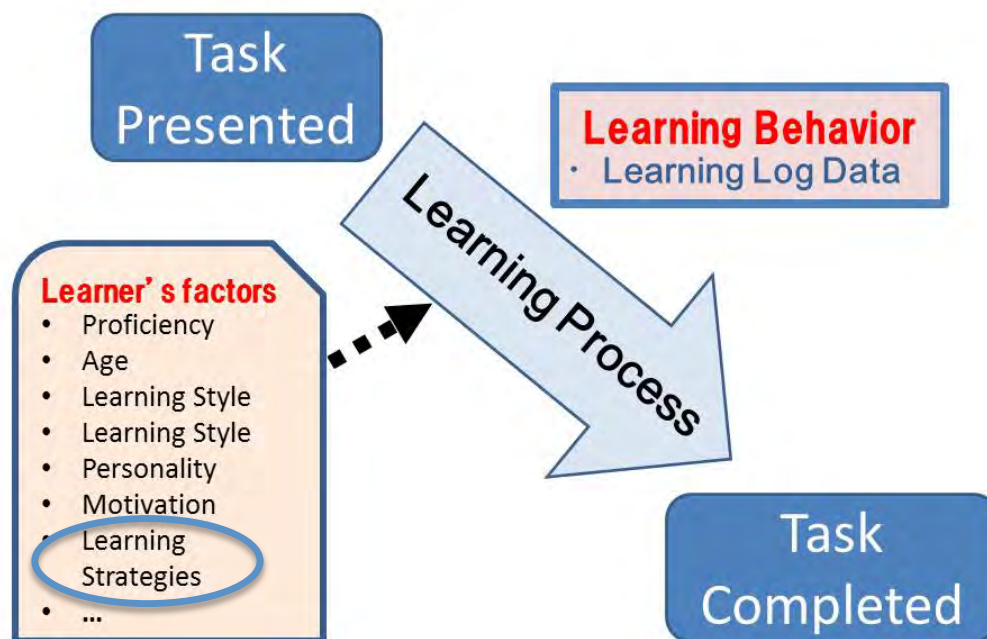 Task
Presented
Learning Behavior
· Learning Log Data
Learning Process
Learner’s factors
• Proficiency
• Age
• Learning Style
• Learning Style
• Personality
• Motivation
• Learning
Strategies
• ...
Task
Completed